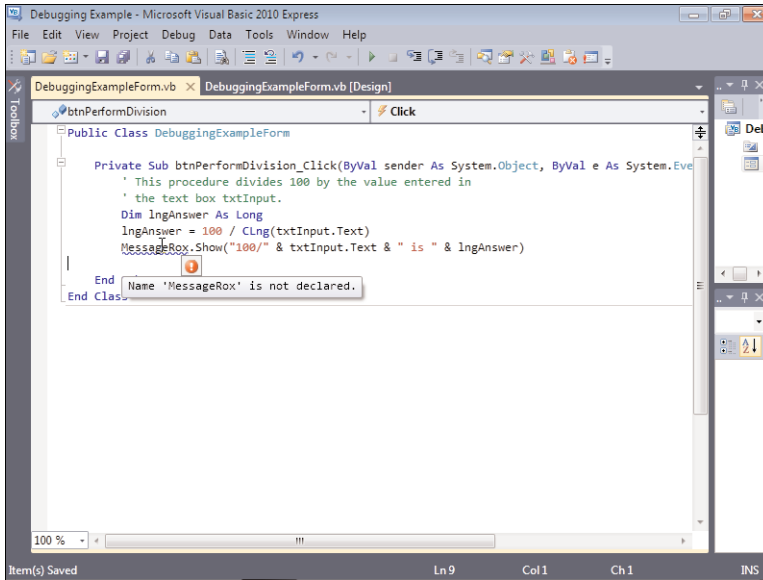 Debugging Example - Microsoft Visual Basic 2010 Express
File Edit View Project Debug Data Tools Window Help
DebuggingExampleForm.vb DebuggingExampleForm.vb [Design]
Toolbox
btnPerformDivision Click
Public Class DebuggingExampleForm
Private Sub btnPerformDivision_Click(ByVal sender As System.Object, ByVal e As System.Eve
' This procedure divides 100 by the value entered in
' the text box txtInput.
Dim lngAnswer As Long
lngAnswer = 100 / CLng(txtInput.Text)
MessageRox.Show("100/" & txtInput.Text & " is " & lngAnswer)
End
Name 'MessageRox' is not declared.
End Class
Del
100 %
Item(s) Saved Ln 9 Col 1 Ch 1 INS